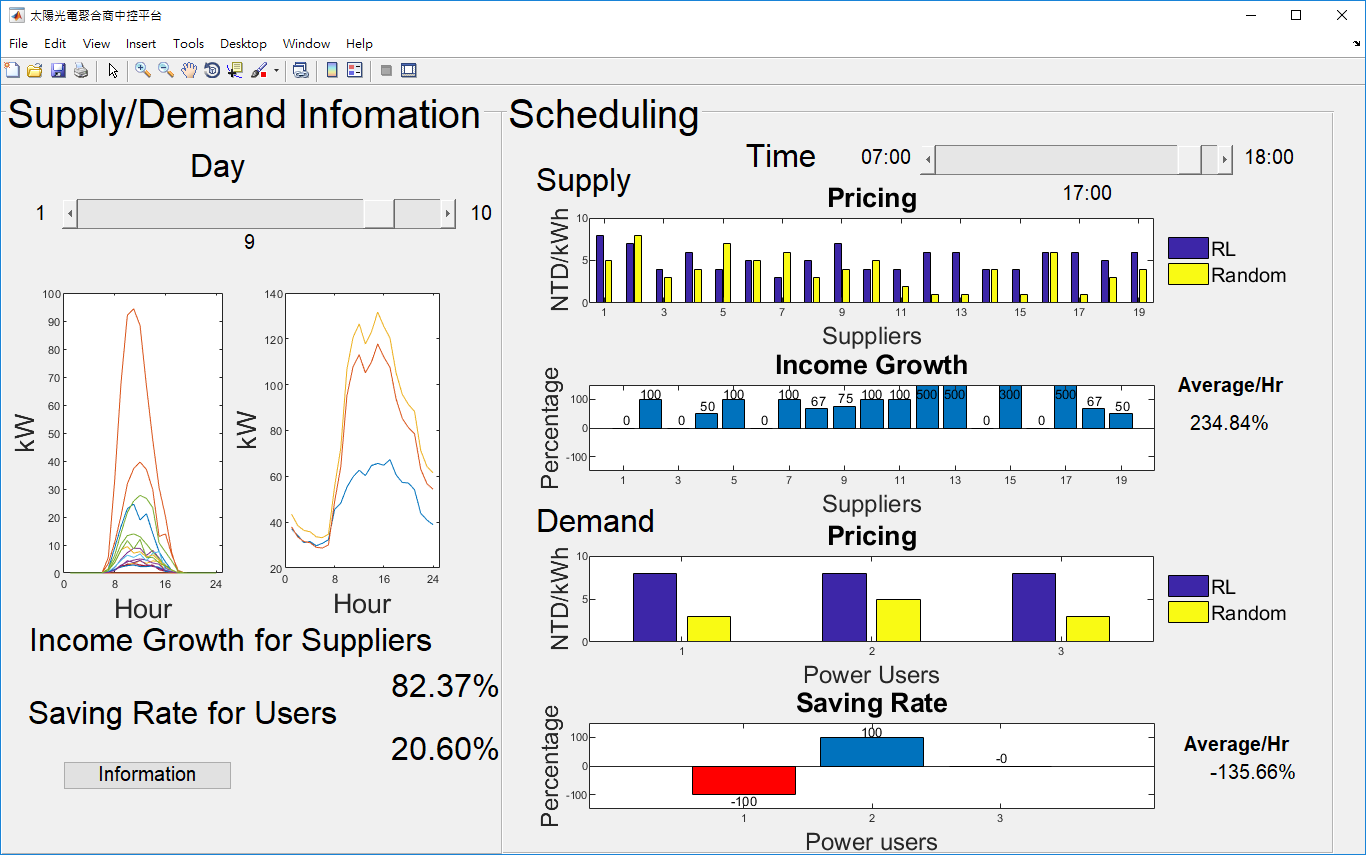 太陽光電聚合商中控平台
File Edit View Insert Tools Desktop Window Help
Supply/Demand Infomation
Day
1 10
9
100
90
80
70
60
50
40
30
20
10
0
kW
0 8 16 24
Hour
140
120
100
80
60
40
20
kW
0 8 16 24
Hour
Income Growth for Suppliers
82.37%
Saving Rate for Users
20.60%
Information
Scheduling
Time 07:00 18:00
17:00
Supply
Pricing
NTD/kWh
10
5
0
1 3 5 7 9 11 13 15 17 19
Suppliers
RL
Random
Income Growth
Percentage
100
0
-100
0 100 0 50 100 0 100 67 75 100 100 500 500 0 300 0 500 67 50
1 3 5 7 9 11 13 15 17 19
Suppliers
Average/Hr
234.84%
Demand
Pricing
NTD/kWh
10
5
0
1 2 3
Power Users
RL
Random
Saving Rate
Percentage
100
0
-100
-100 100 -0
1 2 3
Power users
Average/Hr
-135.66%